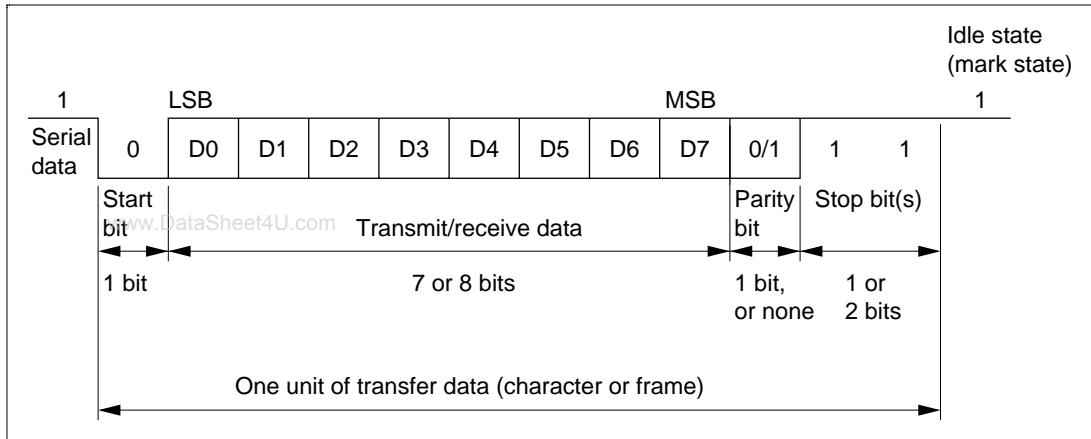 Idle state
(mark state)
1 LSB MSB 1
Serial
data
0 D0 D1 D2 D3 D4 D5 D6 D7 0/1 1 1
Start
bit
www.DataSheet4U.com
Transmit/receive data
Parity
bit
Stop bit(s)
1 bit
7 or 8 bits
1 bit,
or none
1 or
2 bits
One unit of transfer data (character or frame)